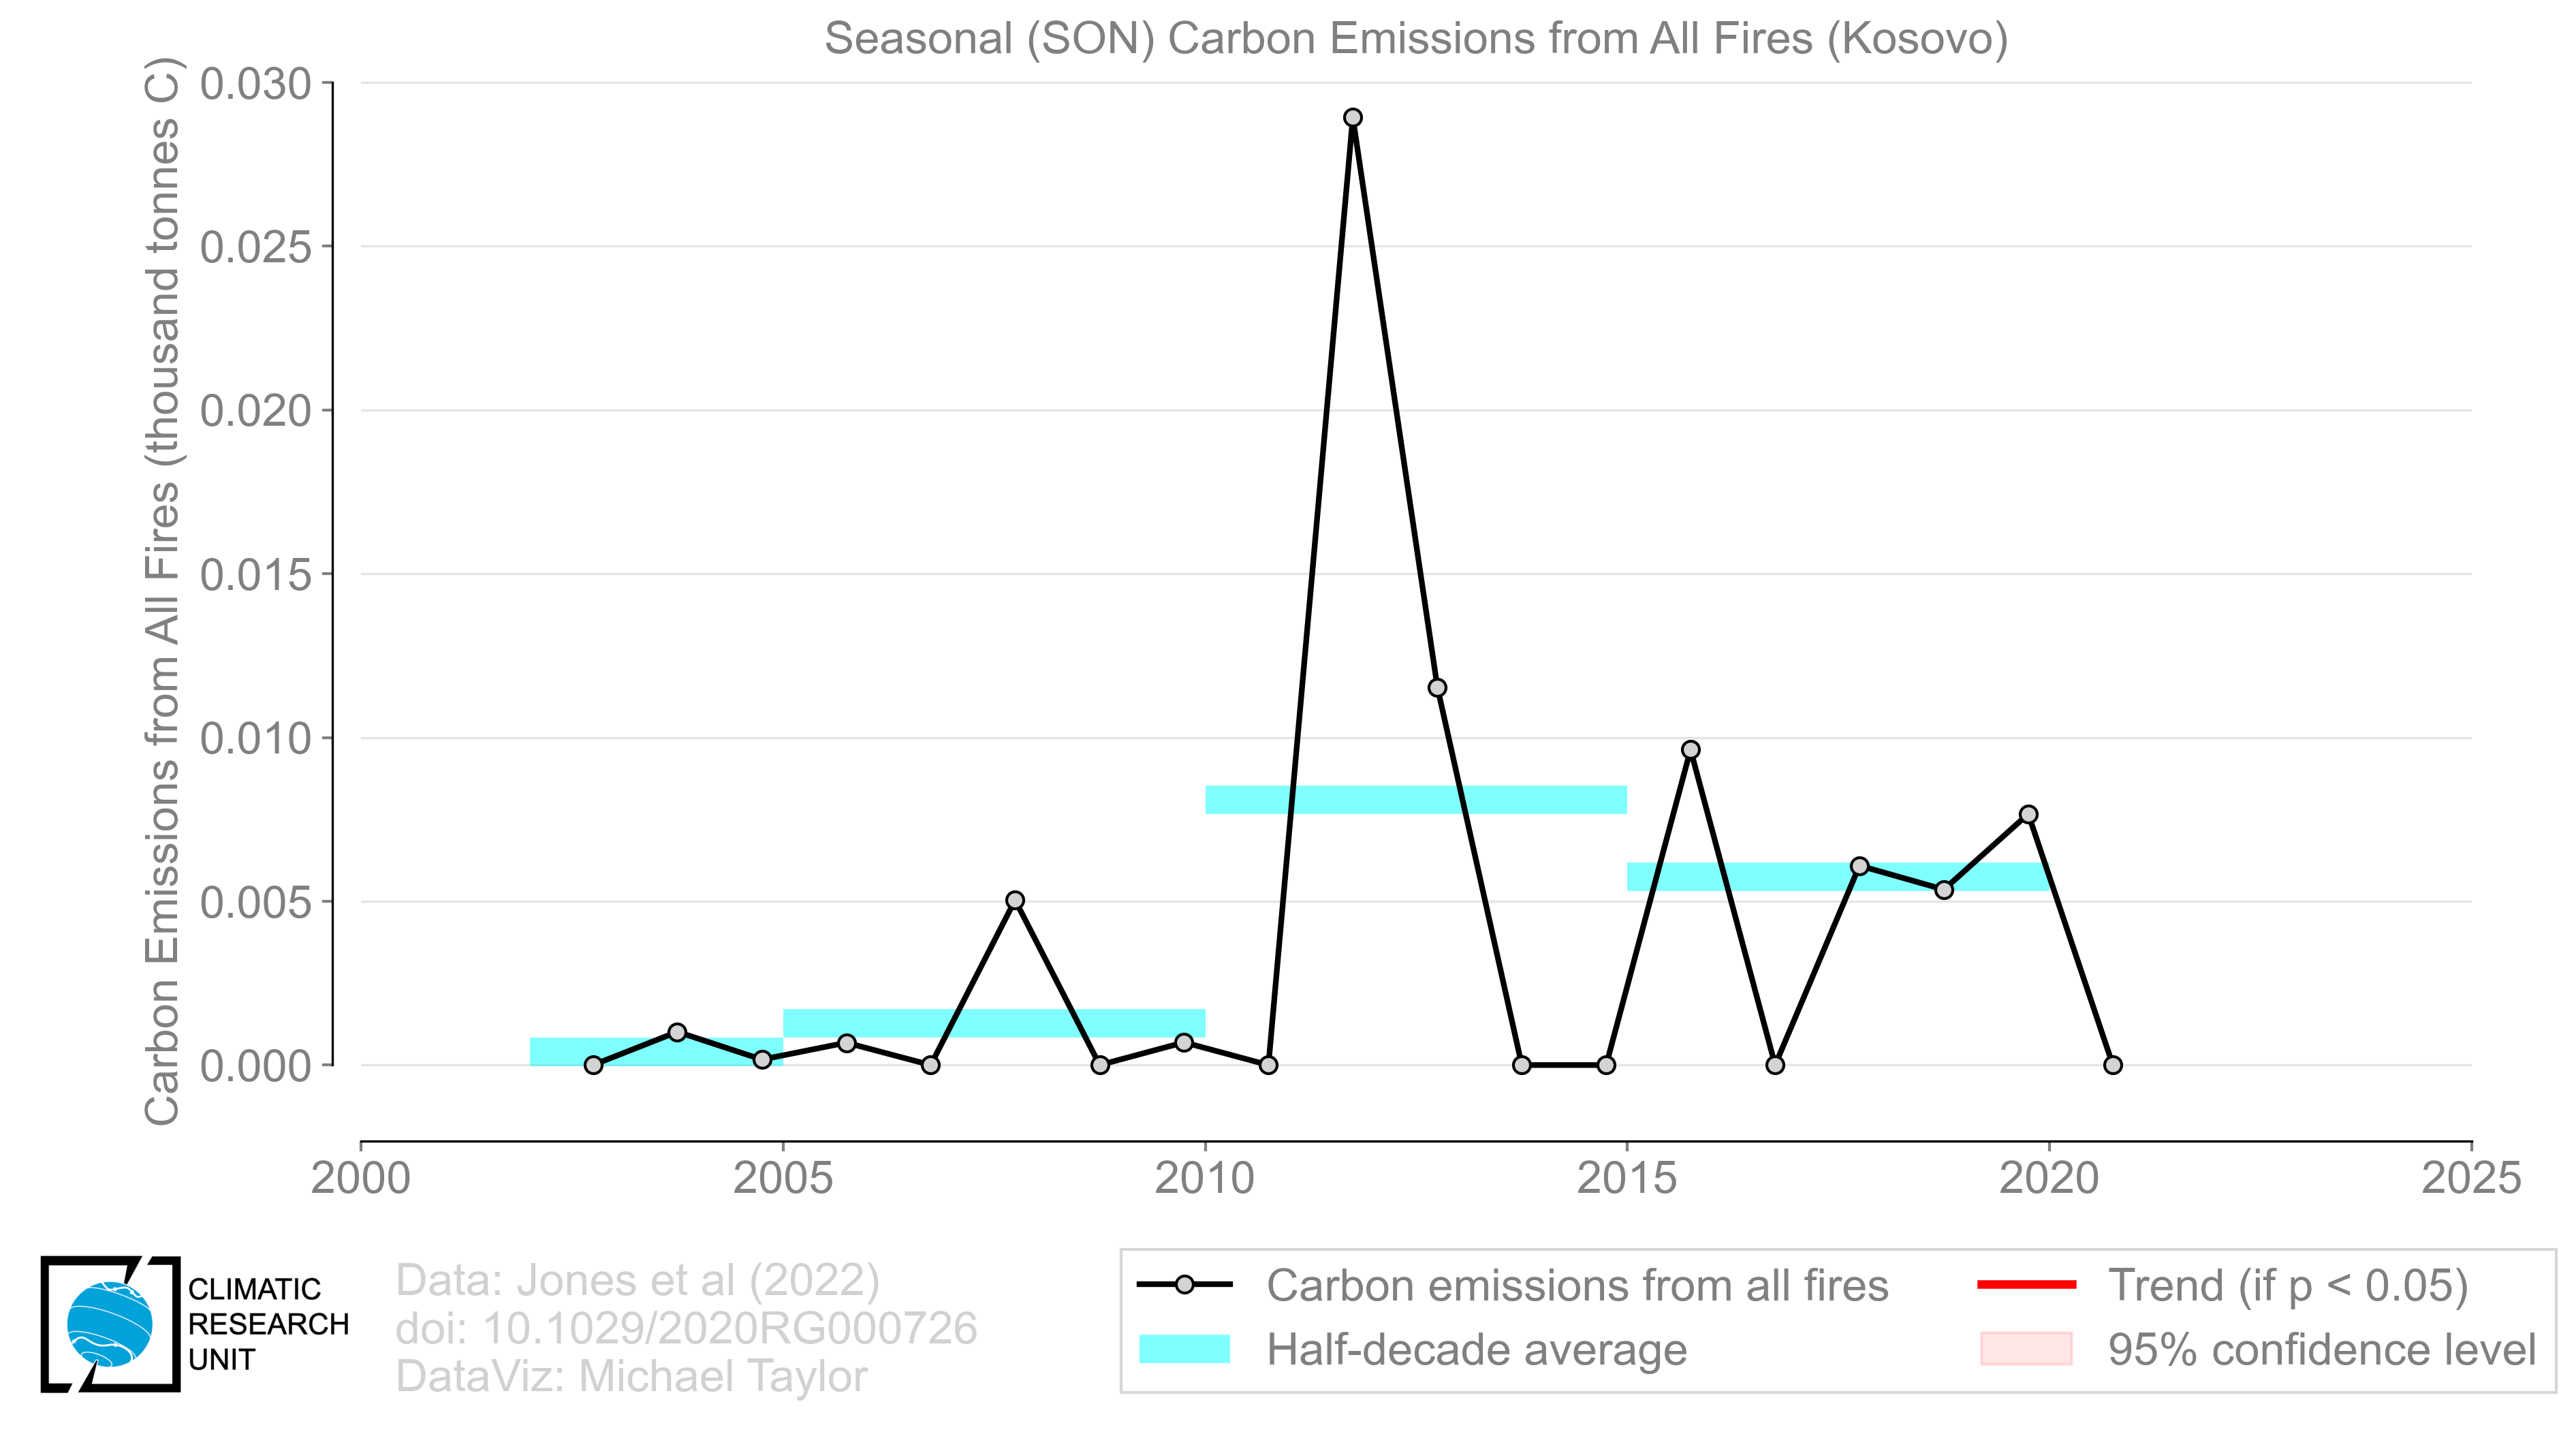 Seasonal (SON) Carbon Emissions from All Fires (Kosovo)
Carbon Emissions from All Fires (thousand tonnes C)
0.030
0.025
0.020
0.015
0.010
0.005
0.000
2000
2005
2010
2015
2020
2025
CLIMATIC
RESEARCH
UNIT
Data: Jones et al (2022)
doi: 10.1029/2020RG000726
DataViz: Michael Taylor
Carbon emissions from all fires
Half-decade average
Trend (if p < 0.05)
95% confidence level